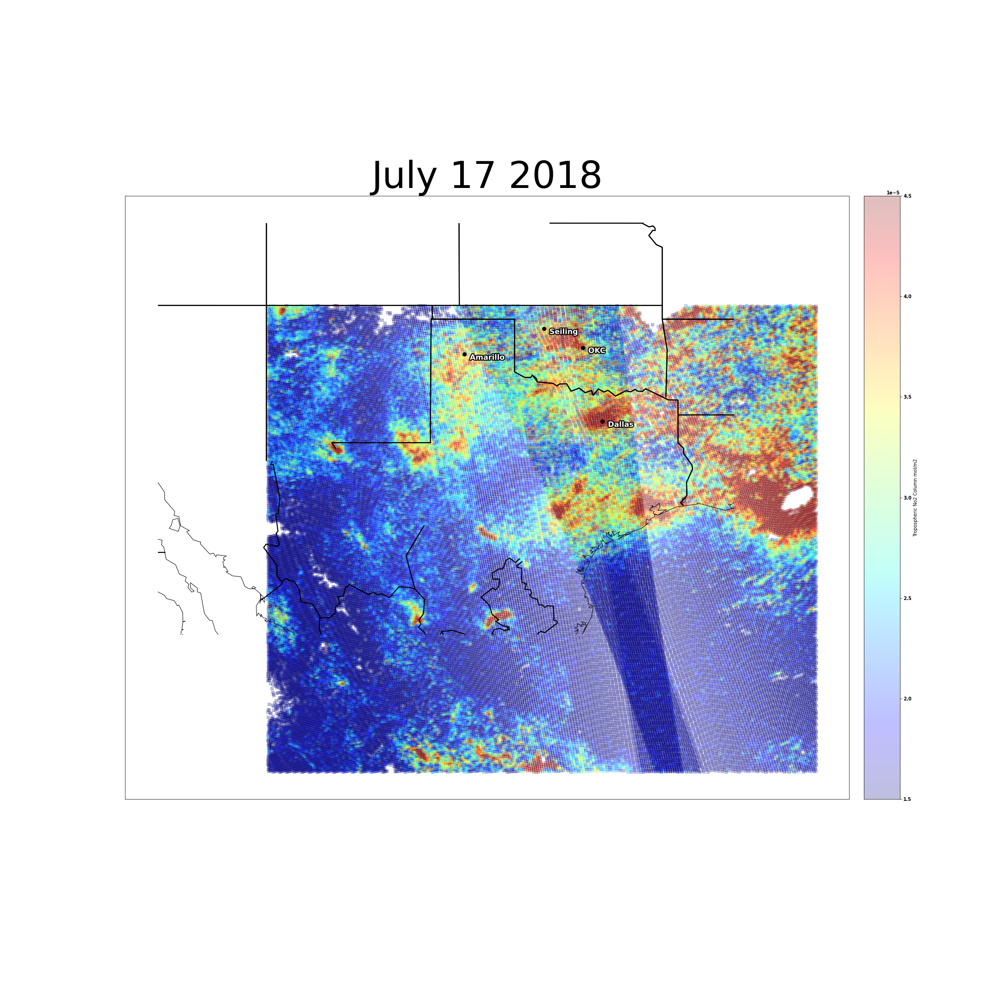 July 17 2018
1e−5
4.5
4.0
3.5
3.0
2.5
2.0
1.5
Tropospheric No2 Column mol/m2
Seiling
OKC
Amarillo
Dallas